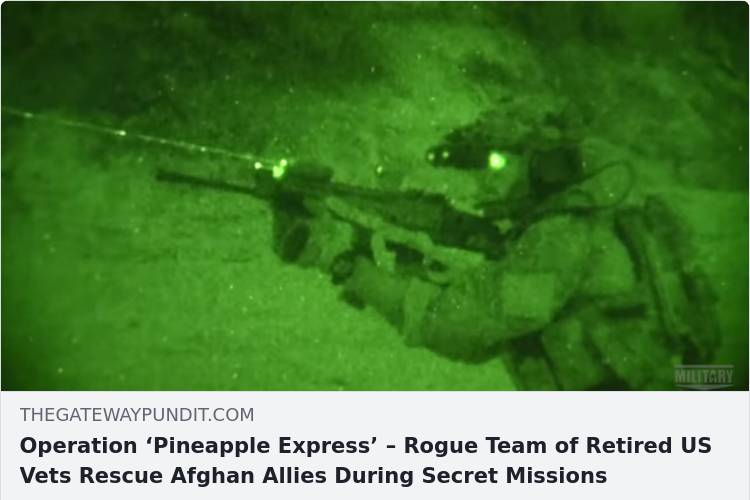 MILITARY
THEGATEWAYPUNDIT.COM
Operation ‘Pineapple Express’ – Rogue Team of Retired US
Vets Rescue Afghan Allies During Secret Missions